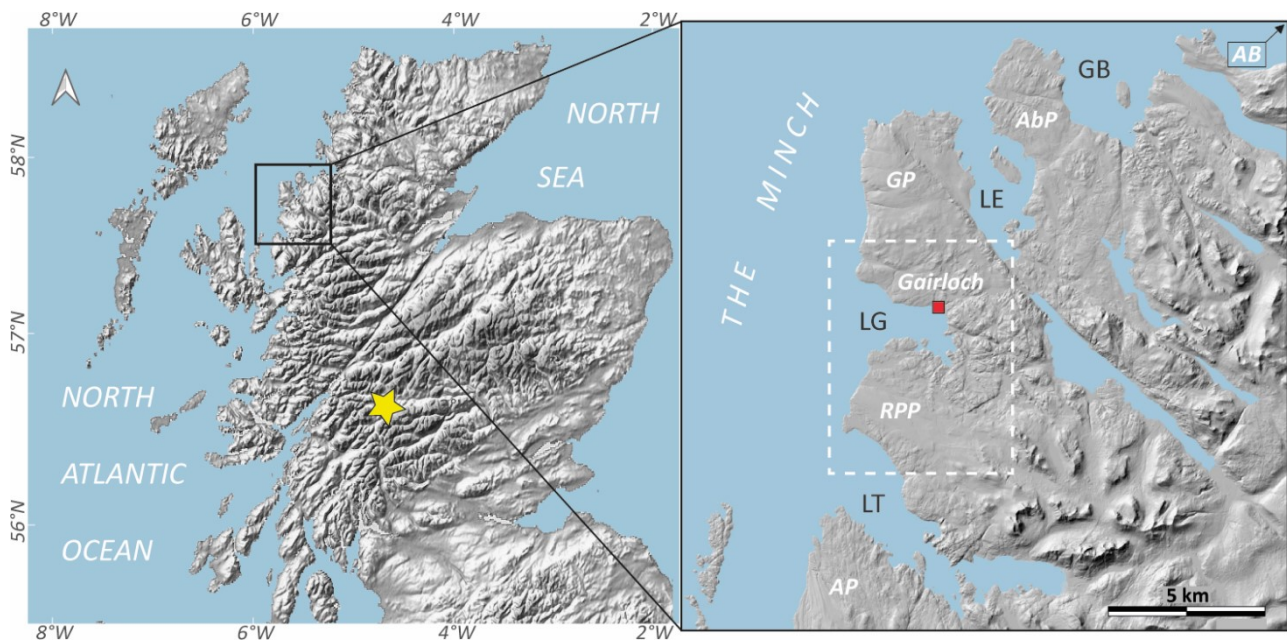 8°W 6°W 4°W 2°W
58°N
57°N
56°N
NORTH
SEA
NORTH
ATLANTIC
OCEAN
8°W 6°W 4°W 2°W
THE MINCH
GB
AB
AbP
GP
LE
Gairloch
LG
RPP
LT
AP
5 km